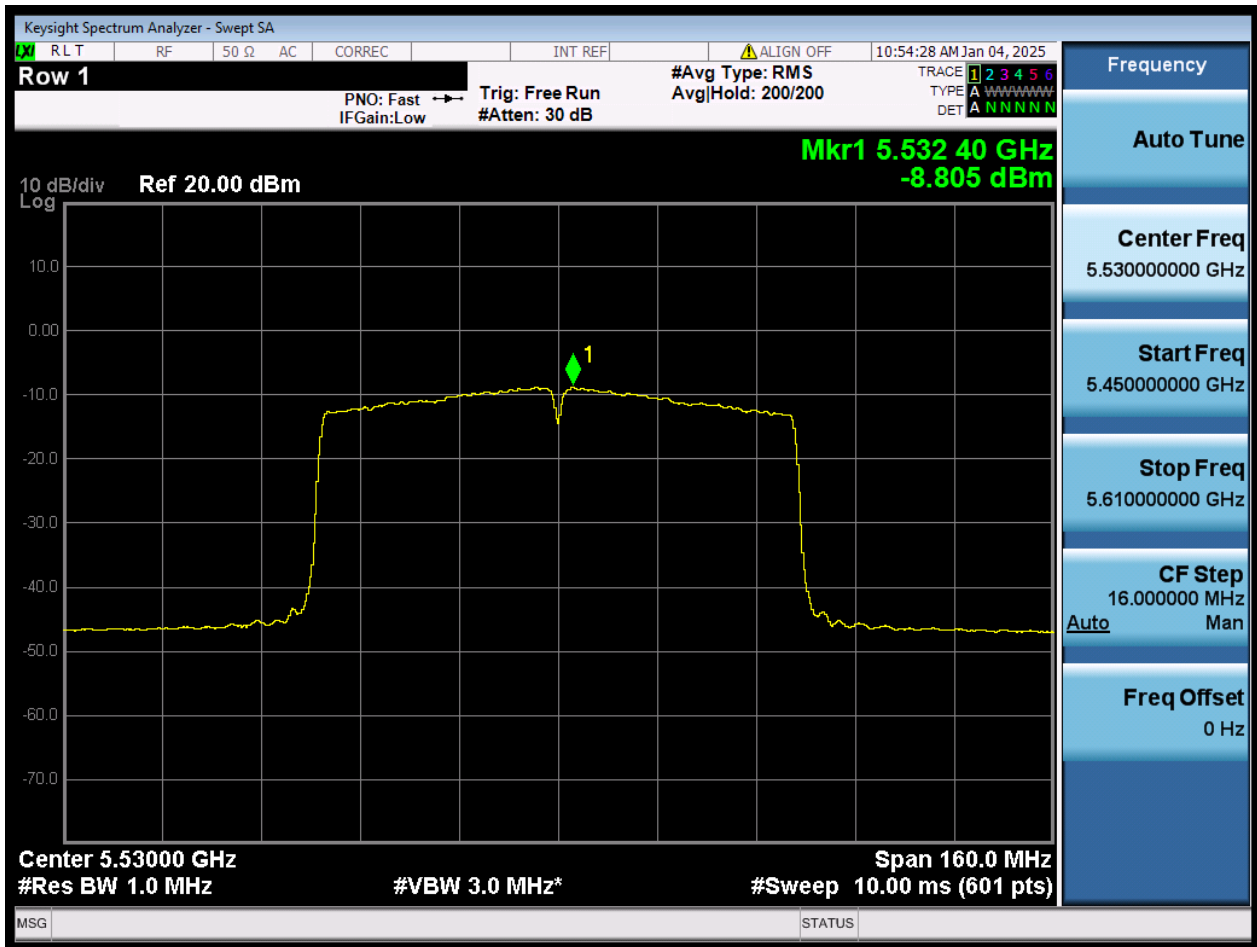 Keysight Spectrum Analyzer - Swept SA
LXI RLT RF 50 Ω AC CORREC INT REF ALIGN OFF 10:54:28 AM Jan 04, 2025
Row 1
PNO: Fast
IFGain:Low
Trig: Free Run
#Atten: 30 dB
#Avg Type: RMS
Avg|Hold: 200/200
TRACE 1 2 3 4 5 6
TYPE A WWWWW
DET A N N N N N
Mkr1 5.532 40 GHz
-8.805 dBm
10 dB/div Ref 20.00 dBm
Log
10.0
0.00
-10.0
-20.0
-30.0
-40.0
-50.0
-60.0
-70.0
1
Center 5.53000 GHz Span 160.0 MHz
#Res BW 1.0 MHz #VBW 3.0 MHz* #Sweep 10.00 ms (601 pts)
MSG STATUS
Frequency
Auto Tune
Center Freq
5.530000000 GHz
Start Freq
5.450000000 GHz
Stop Freq
5.610000000 GHz
CF Step
16.000000 MHz
Auto Man
Freq Offset
0 Hz